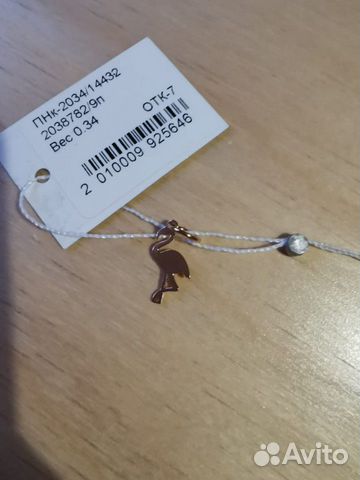 ПНк-2034/14432
2038782/9п
Вес 0.34
ОТК-7
2 010009 925646
Avito